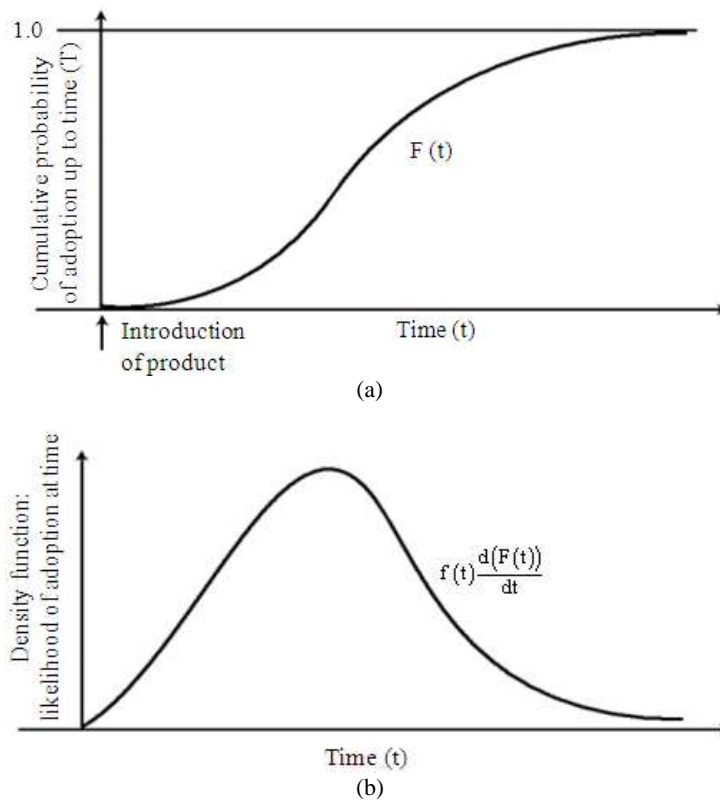 1.0
Cumulative probability
of adoption up to time (T)
F (t)
Introduction
of product
Time (t)
(a)
Density function:
likelihood of adoption at time
f(t) d(F(t))
dt
Time (t)
(b)